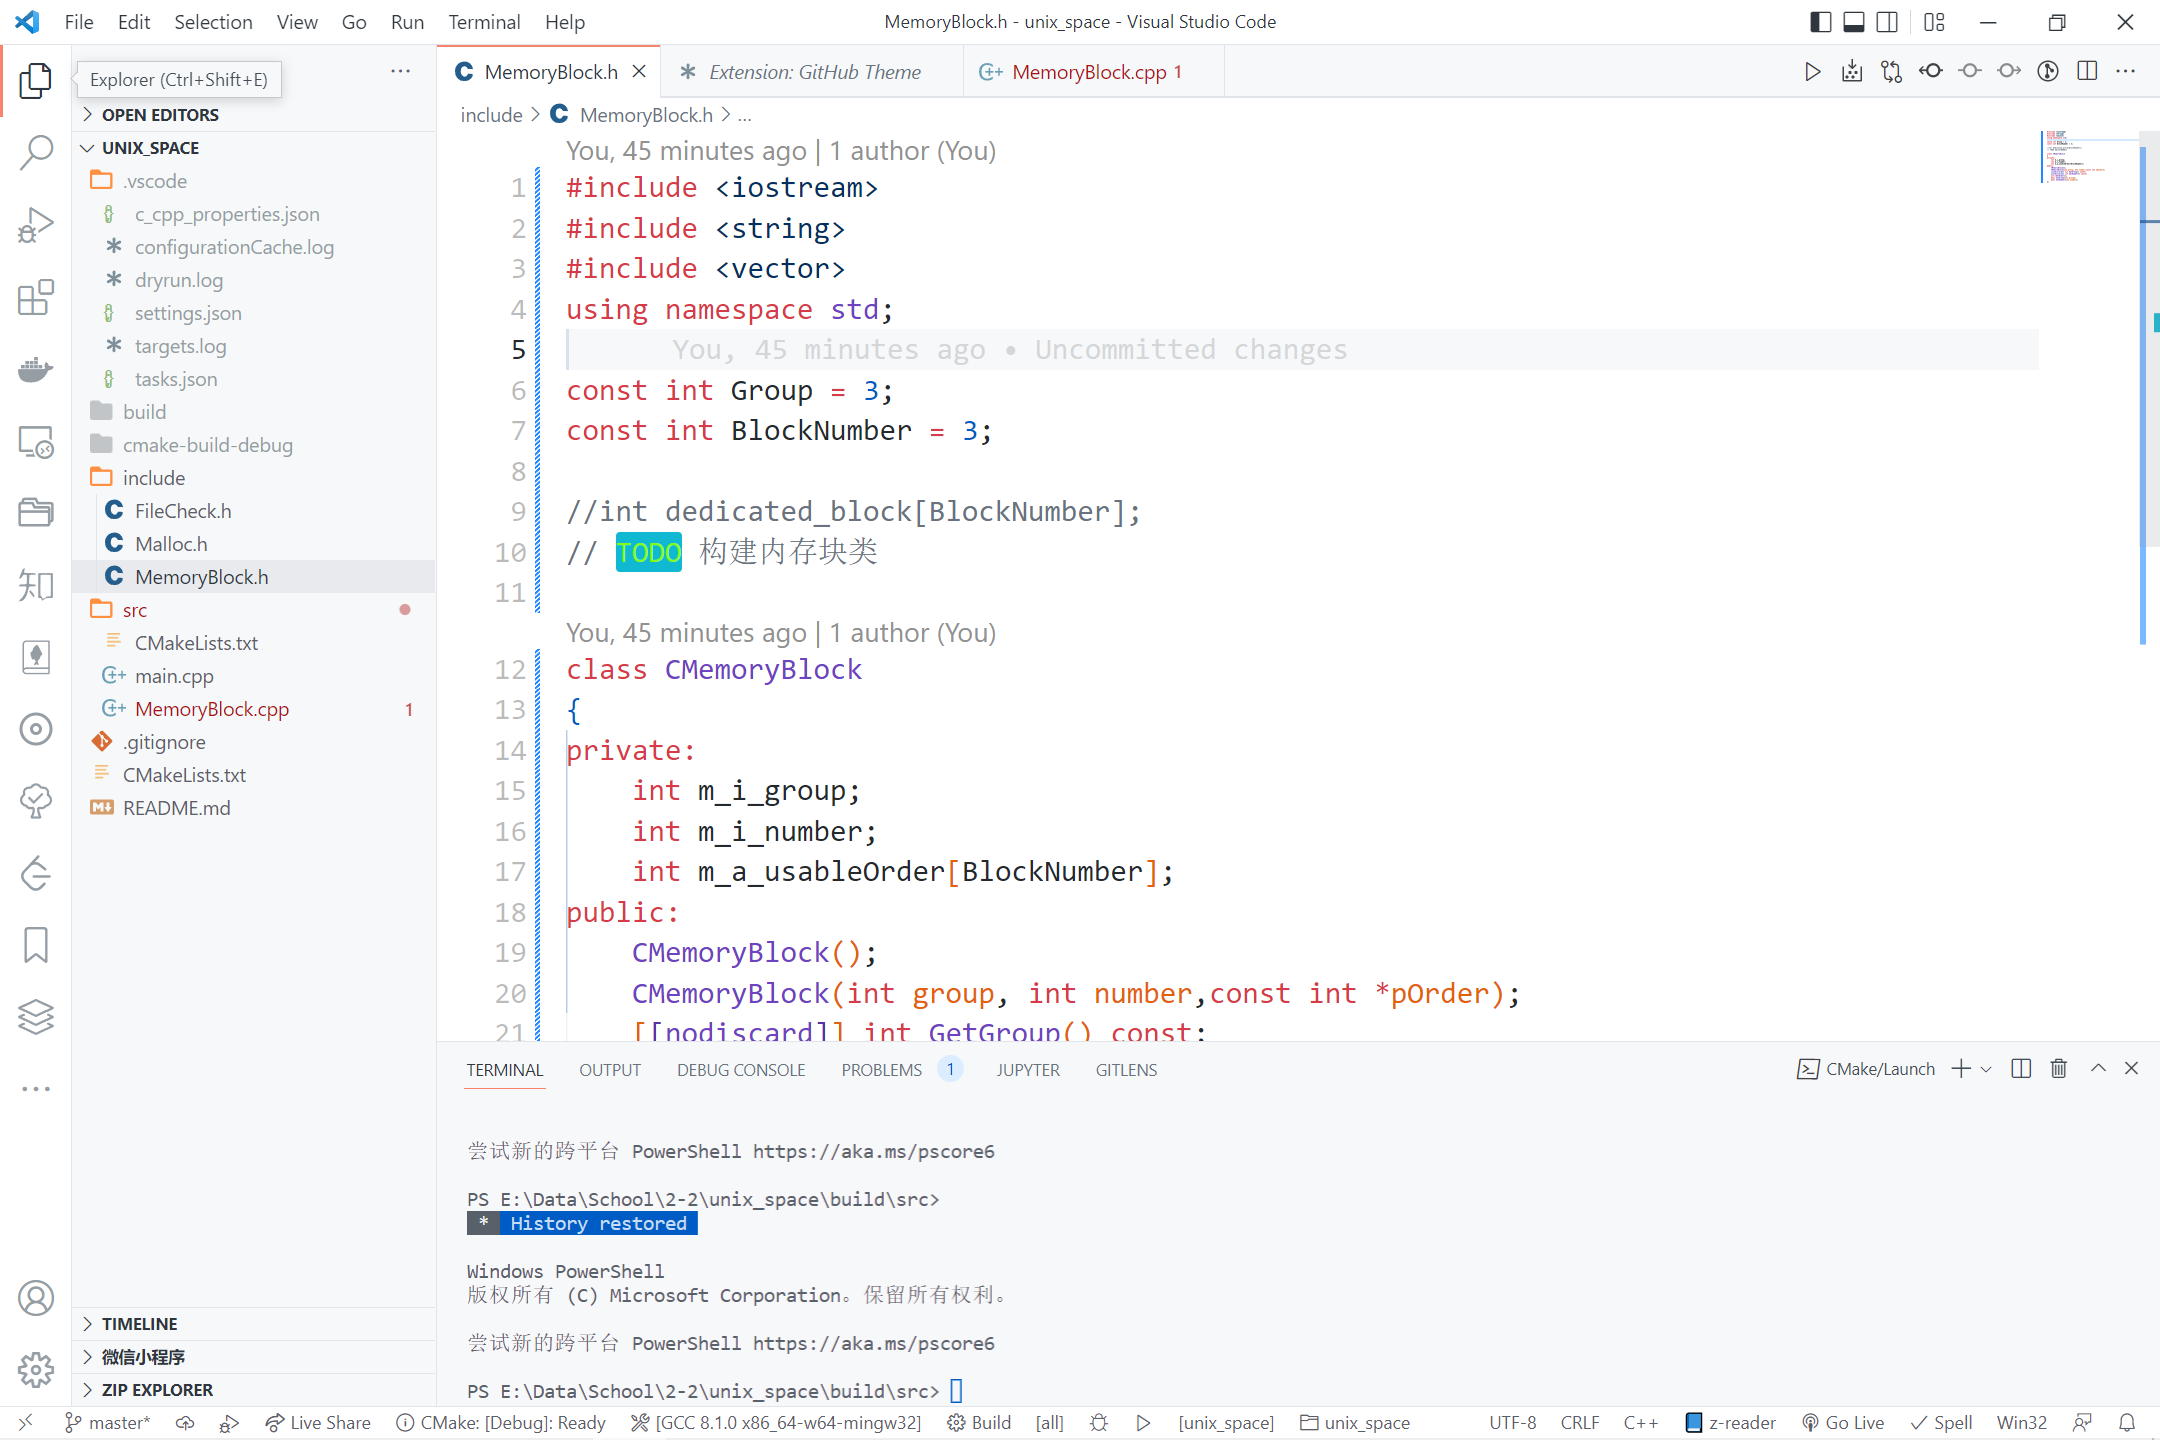 File Edit Selection View Go Run Terminal Help
MemoryBlock.h - unix_space - Visual Studio Code
Explorer (Ctrl+Shift+E)
OPEN EDITORS
UNIX_SPACE
.vscode
c_cpp_properties.json
configurationCache.log
dryrun.log
settings.json
targets.log
tasks.json
build
cmake-build-debug
include
FileCheck.h
Malloc.h
MemoryBlock.h
src
CMakeLists.txt
main.cpp
MemoryBlock.cpp 1
.gitignore
CMakeLists.txt
README.md
TIMELINE
微信小程序
ZIP EXPLORER
知
MemoryBlock.h
Extension: GitHub Theme
MemoryBlock.cpp 1
include > MemoryBlock.h > ...
You, 45 minutes ago | 1 author (You)
1 #include <iostream>
2 #include <string>
3 #include <vector>
4 using namespace std;
5 You, 45 minutes ago • Uncommitted changes
6 const int Group = 3;
7 const int BlockNumber = 3;
8
9 //int dedicated_block[BlockNumber];
10 // TODO 构建内存块类
11
You, 45 minutes ago | 1 author (You)
12 class CMemoryBlock
13 {
14 private:
15 int m_i_group;
16 int m_i_number;
17 int m_a_usableOrder[BlockNumber];
18 public:
19 CMemoryBlock();
20 CMemoryBlock(int group, int number,const int *pOrder);
21 [[nodiscard]] int GetGroup() const;
TERMINAL OUTPUT DEBUG CONSOLE PROBLEMS 1 JUPYTER GITLENS
CMake/Launch
尝试新的跨平台 PowerShell https://aka.ms/pscore6
PS E:\Data\School\2-2\unix_space\build\src>
* History restored
Windows PowerShell
版权所有 (C) Microsoft Corporation。保留所有权利。
尝试新的跨平台 PowerShell https://aka.ms/pscore6
PS E:\Data\School\2-2\unix_space\build\src>
master* Live Share CMake: [Debug]: Ready [GCC 8.1.0 x86_64-w64-mingw32] Build [all] [unix_space] unix_space UTF-8 CRLF C++ z-reader Go Live Spell Win32